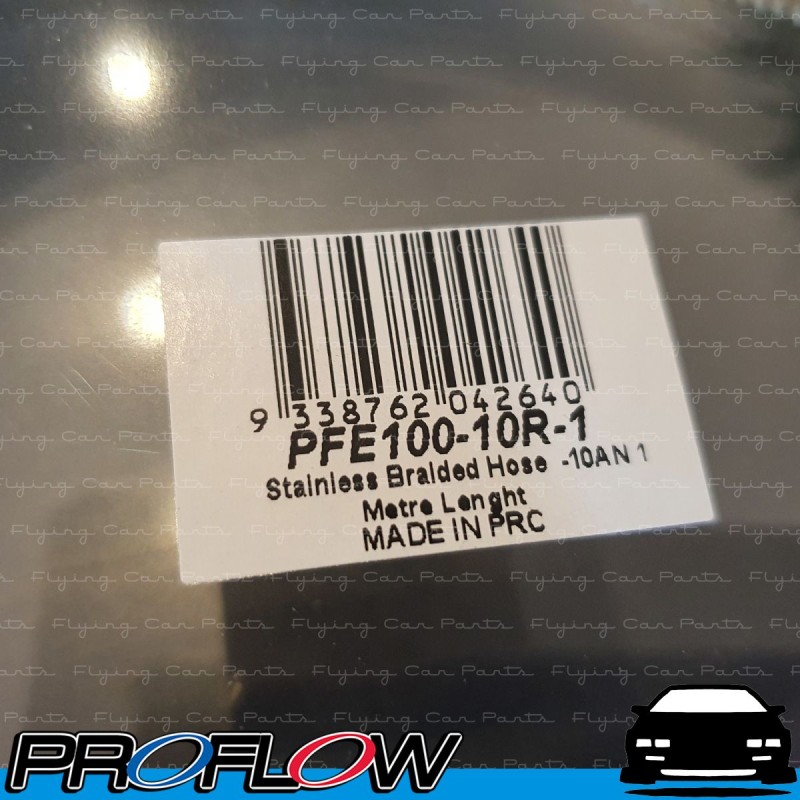 Flying Car Parts
9 338762 042640
PFE100-10R-1
Stainless Braided Hose -10AN 1
Metre Lenght
MADE IN PRC
PROFLOW